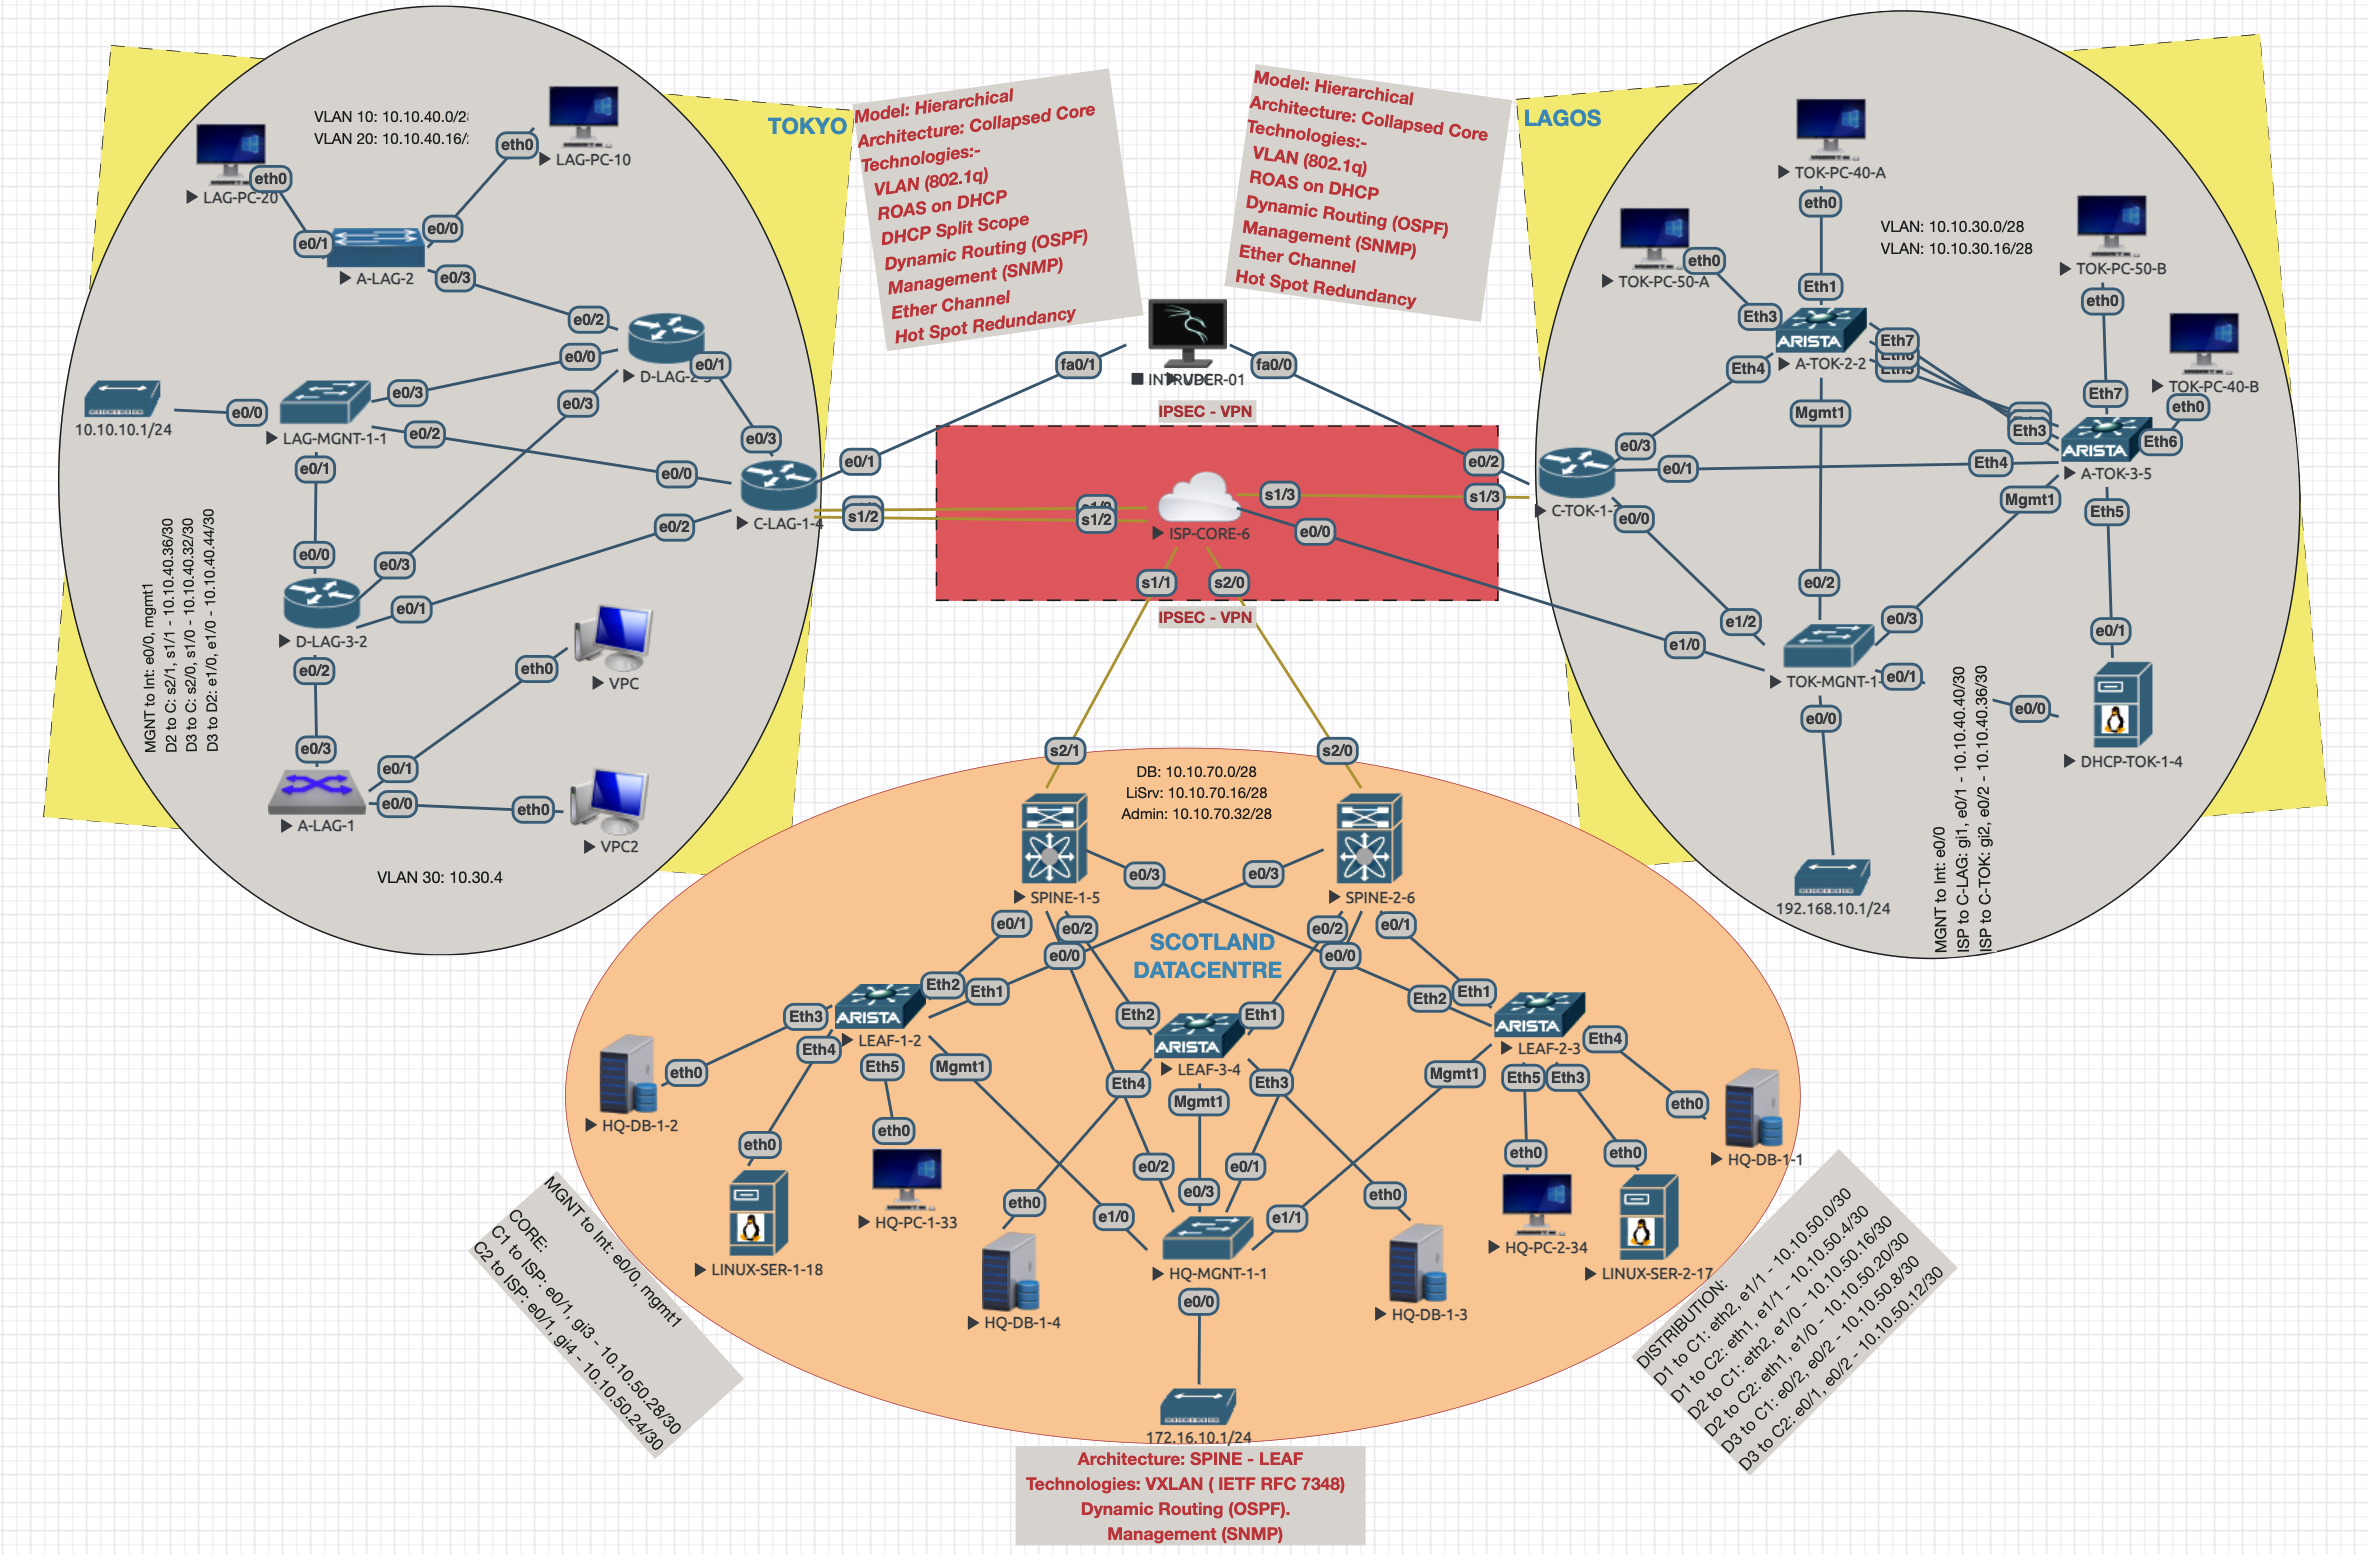 VLAN 10: 10.10.40.0/28
VLAN 20: 10.10.40.16/
LAG-PC-20
eth0
LAG-PC-10
eth0
e0/1
e0/0
A-LAG-2
e0/3
e0/2
e0/0
D-LAG-2-3
e0/1
e0/3
10.10.10.1/24
e0/0
LAG-MGNT-1-1
e0/3
e0/2
e0/1
e0/0
e0/3
e0/0
C-LAG-1-4
e0/2
e0/1
s1/2
D-LAG-3-2
e0/3
e0/1
e0/2
e0/3
A-LAG-1
e0/1
e0/0
eth0
VPC
eth0
VPC2
VLAN 30: 10.30.4
MGNT to Int: e0/0, mgmt1
D2 to C: s2/1, s1/1 - 10.10.40.36/30
D3 to C: s2/0, s1/0 - 10.10.40.32/30
D3 to D2: e1/0, e1/0 - 10.10.40.44/30
TOKYO
Model: Hierarchical
Architecture: Collapsed Core
Technologies:-
VLAN (802.1q)
ROAS on DHCP
DHCP Split Scope
Dynamic Routing (OSPF)
Management (SNMP)
Ether Channel
Hot Spot Redundancy
Model: Hierarchical
Architecture: Collapsed Core
Technologies:-
VLAN (802.1q)
ROAS on DHCP
Dynamic Routing (OSPF)
Management (SNMP)
Ether Channel
Hot Spot Redundancy
fa0/1
fa0/0
INTRUDER-01
IPSEC - VPN
s1/2
ISP-CORE-6
s1/3
e0/0
s1/1
s2/0
IPSEC - VPN
LAGOS
TOK-PC-40-A
eth0
TOK-PC-50-A
eth0
VLAN: 10.10.30.0/28
VLAN: 10.10.30.16/28
TOK-PC-50-B
eth0
TOK-PC-40-B
eth0
Eth1
Eth3
ARISTA
A-TOK-2-2
Eth4
Eth7
Mgmt1
Eth3
Eth7
Eth6
ARISTA
A-TOK-3-5
Eth4
Mgmt1
Eth5
e0/2
s1/3
e0/3
e0/1
C-TOK-1-
e0/0
e1/2
e1/0
e0/2
e0/3
TOK-MGNT-1-
e0/1
e0/0
e0/1
e0/0
DHCP-TOK-1-4
192.168.10.1/24
MGNT to Int: e0/0
ISP to C-LAG: gi1, e0/1 - 10.10.40.40/30
ISP to C-TOK: gi2, e0/2 - 10.10.40.36/30
s2/1
s2/0
DB: 10.10.70.0/28
LiSrv: 10.10.70.16/28
Admin: 10.10.70.32/28
SPINE-1-5
e0/3
e0/3
SPINE-2-6
e0/1
e0/2
e0/0
e0/2
e0/1
e0/0
SCOTLAND
DATACENTRE
Eth2
Eth1
Eth3
ARISTA
LEAF-1-2
Eth4
Eth5
Mgmt1
Eth2
Eth1
ARISTA
LEAF-3-4
Eth4
Mgmt1
Eth3
Eth2
Eth1
ARISTA
LEAF-2-3
Eth4
Mgmt1
Eth5
Eth3
eth0
HQ-DB-1-2
eth0
LINUX-SER-1-18
eth0
HQ-PC-1-33
eth0
HQ-DB-1-4
e0/2
e0/3
e0/1
e1/0
e1/1
HQ-MGNT-1-1
e0/0
eth0
HQ-DB-1-3
eth0
HQ-PC-2-34
eth0
LINUX-SER-2-17
eth0
HQ-DB-1-1
172.16.10.1/24
MGNT to Int: e0/0, mgmt1
CORE:
C1 to ISP: e0/1, gi3 - 10.10.50.28/30
C2 to ISP: e0/1, gi4 - 10.10.50.24/30
DISTRIBUTION:
D1 to C1: eth2, e1/1 - 10.10.50.0/30
D1 to C2: eth1, e1/1 - 10.10.50.4/30
D2 to C1: eth2, e1/0 - 10.10.50.16/30
D2 to C2: eth1, e1/0 - 10.10.50.20/30
D3 to C1: e0/2, e0/2 - 10.10.50.8/30
D3 to C2: e0/1, e0/2 - 10.10.50.12/30
Architecture: SPINE - LEAF
Technologies: VXLAN ( IETF RFC 7348)
Dynamic Routing (OSPF).
Management (SNMP)